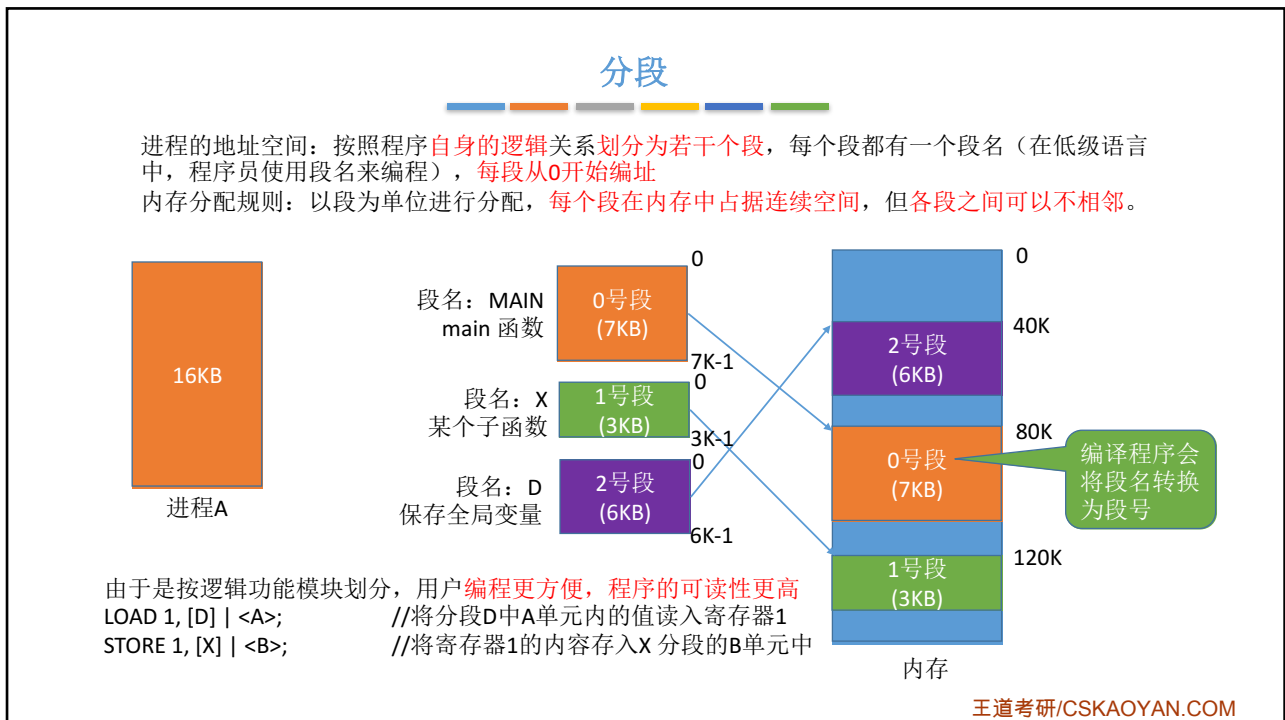 分段
进程的地址空间：按照程序自身的逻辑关系划分为若干个段，每个段都有一个段名（在低级语言
中，程序员使用段名来编程），每段从0开始编址
内存分配规则：以段为单位进行分配，每个段在内存中占据连续空间，但各段之间可以不相邻。
16KB
进程A
段名：MAIN
main 函数
0号段
(7KB)
0
7K-1
段名：X
某个子函数
1号段
(3KB)
0
3K-1
段名：D
保存全局变量
2号段
(6KB)
0
6K-1
0
2号段
(6KB)
40K
0号段
(7KB)
80K
1号段
(3KB)
120K
内存
编译程序会
将段名转换
为段号
由于是按逻辑功能模块划分，用户编程更方便，程序的可读性更高
LOAD 1, [D] | <A>; //将分段D中A单元内的值读入寄存器1
STORE 1, [X] | <B>; //将寄存器1的内容存入X 分段的B单元中
王道考研/CSKAOYAN.COM